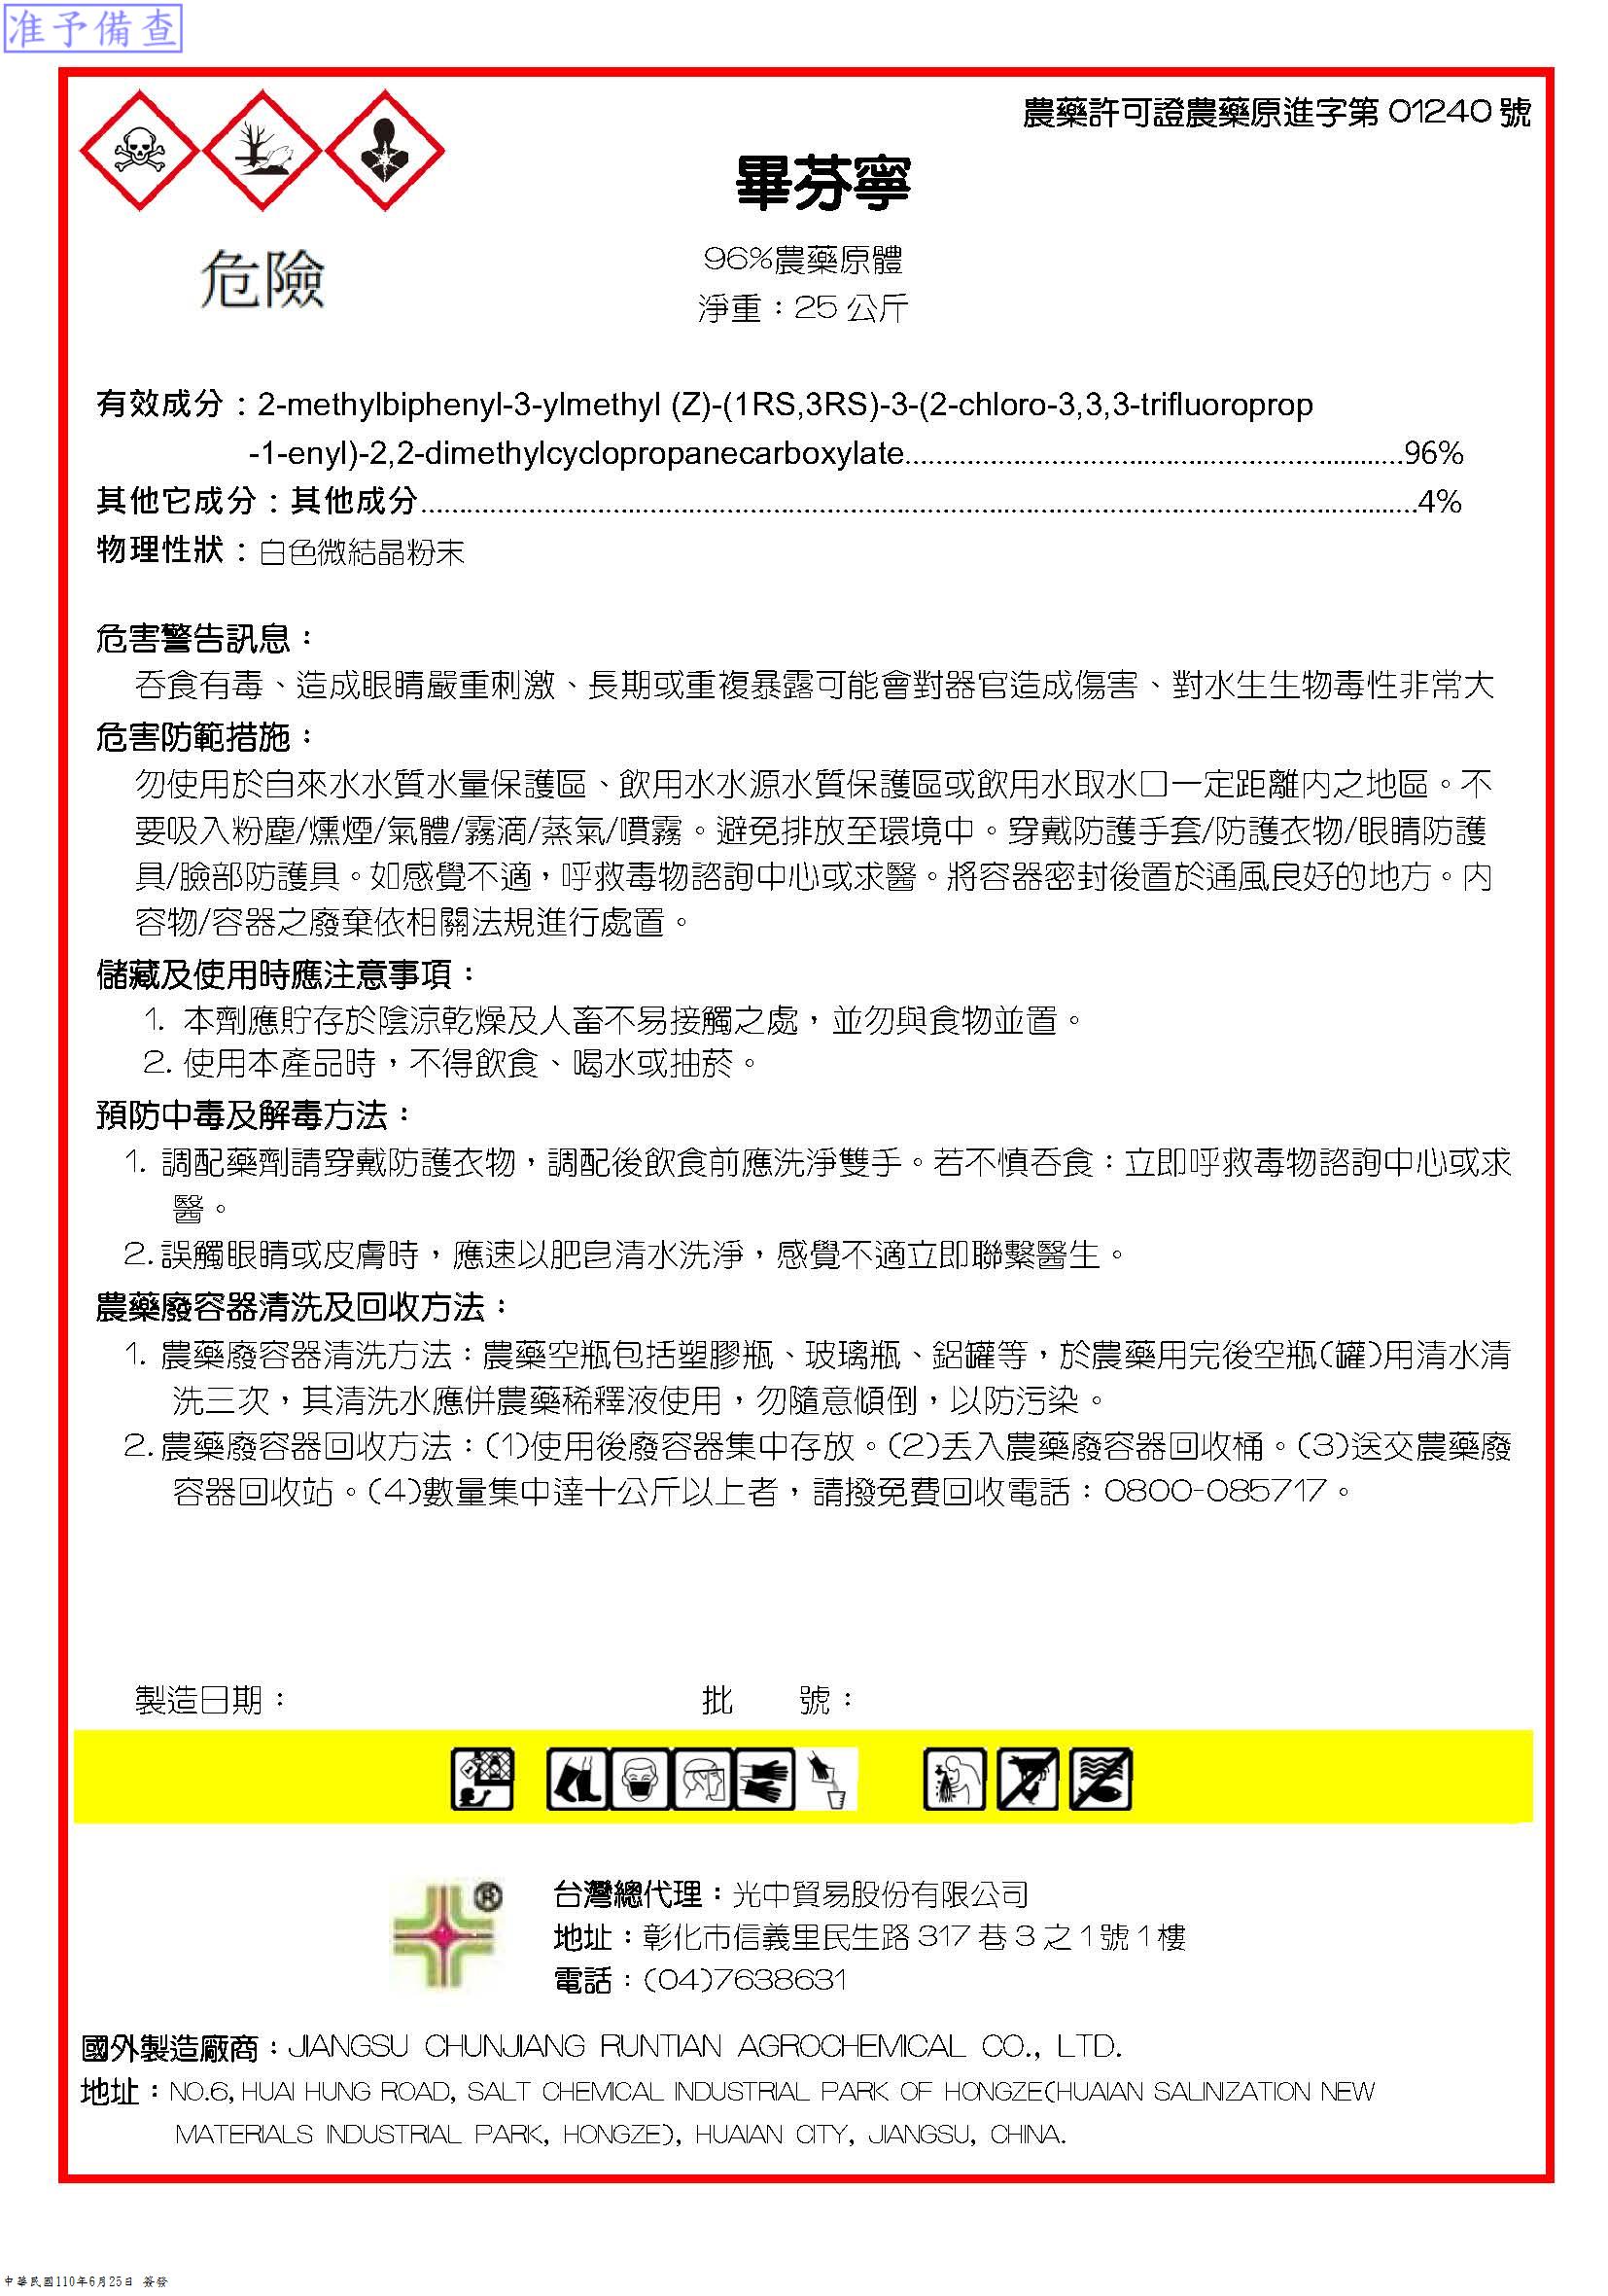 准予備查
農藥許可證農藥原進字第 01240 號
畢芬寧
危險
96%農藥原體
淨重：25 公斤
有效成分：2-methylbiphenyl-3-ylmethyl (Z)-(1RS,3RS)-3-(2-chloro-3,3,3-trifluoroprop
-1-enyl)-2,2-dimethylcyclopropanecarboxylate................................................................96%
其他它成分：其他成分................................................................................................................................4%
物理性狀：白色微結晶粉末
危害警告訊息：
吞食有毒、造成眼睛嚴重刺激、長期或重複暴露可能會對器官造成傷害、對水生生物毒性非常大
危害防範措施：
勿使用於自來水水質水量保護區、飲用水水源水質保護區或飲用水取水口一定距離內之地區。不
要吸入粉塵/燻煙/氣體/霧滴/蒸氣/噴霧。避免排放至環境中。穿戴防護手套/防護衣物/眼睛防護
具/臉部防護具。如感覺不適，呼救毒物諮詢中心或求醫。將容器密封後置於通風良好的地方。內
容物/容器之廢棄依相關法規進行處置。
儲藏及使用時應注意事項：
1. 本劑應貯存於陰涼乾燥及人畜不易接觸之處，並勿與食物並置。
2. 使用本產品時，不得飲食、喝水或抽菸。
預防中毒及解毒方法：
1. 調配藥劑請穿戴防護衣物，調配後飲食前應洗淨雙手。若不慎吞食：立即呼救毒物諮詢中心或求
醫。
2. 誤觸眼睛或皮膚時，應速以肥皂清水洗淨，感覺不適立即聯繫醫生。
農藥廢容器清洗及回收方法：
1. 農藥廢容器清洗方法：農藥空瓶包括塑膠瓶、玻璃瓶、鋁罐等，於農藥用完後空瓶(罐)用清水清
洗三次，其清洗水應併農藥稀釋液使用，勿隨意傾倒，以防污染。
2. 農藥廢容器回收方法：(1)使用後廢容器集中存放。(2)丟入農藥廢容器回收桶。(3)送交農藥廢
容器回收站。(4)數量集中達十公斤以上者，請撥免費回收電話：0800-085717。
製造日期： 批 號：
®
台灣總代理：光中貿易股份有限公司
地址：彰化市信義里民生路 317 巷 3 之 1 號 1 樓
電話：(04)7638631
國外製造廠商：JIANGSU CHUNJIANG RUNTIAN AGROCHEMICAL CO., LTD.
地址：NO.6, HUAI HUNG ROAD, SALT CHEMICAL INDUSTRIAL PARK OF HONGZE(HUAIAN SALINIZATION NEW
MATERIALS INDUSTRIAL PARK, HONGZE), HUAIAN CITY, JIANGSU, CHINA.
中華民國110年6月25日 簽發